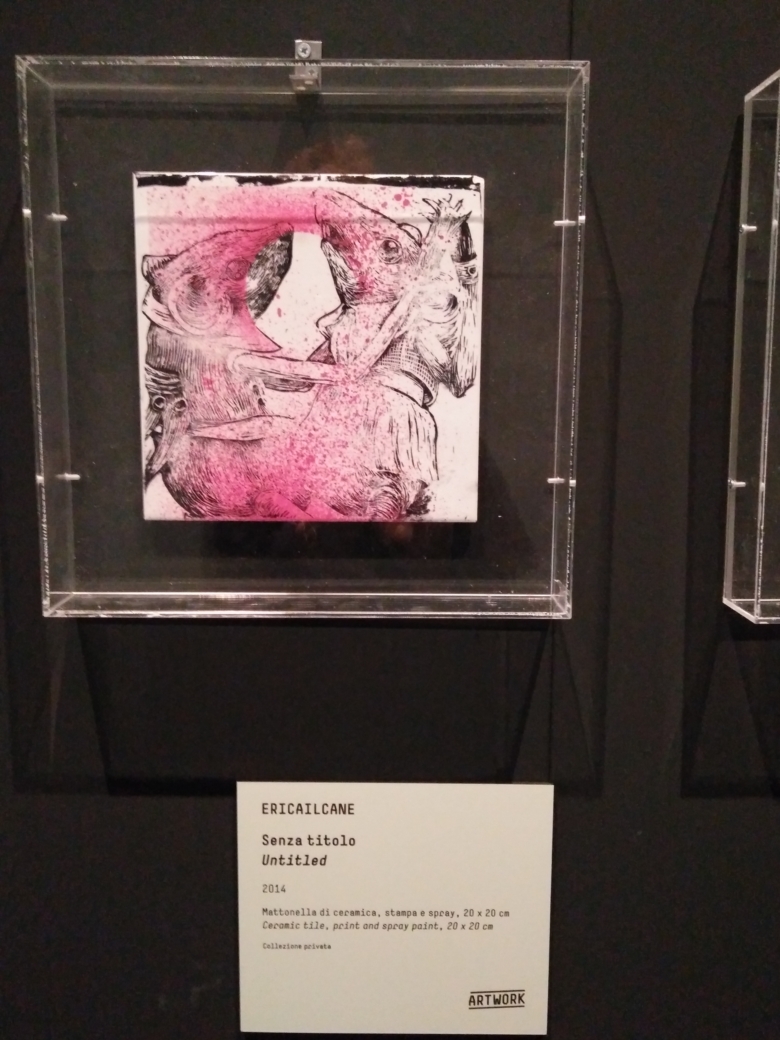 ERICAILCANE
Senza titolo
Untitled
2014
Mattonella di ceramica, stampa e spray, 20 x 20 cm
Ceramic tile, print and spray paint, 20 x 20 cm
Collezione privata
ARTWORK